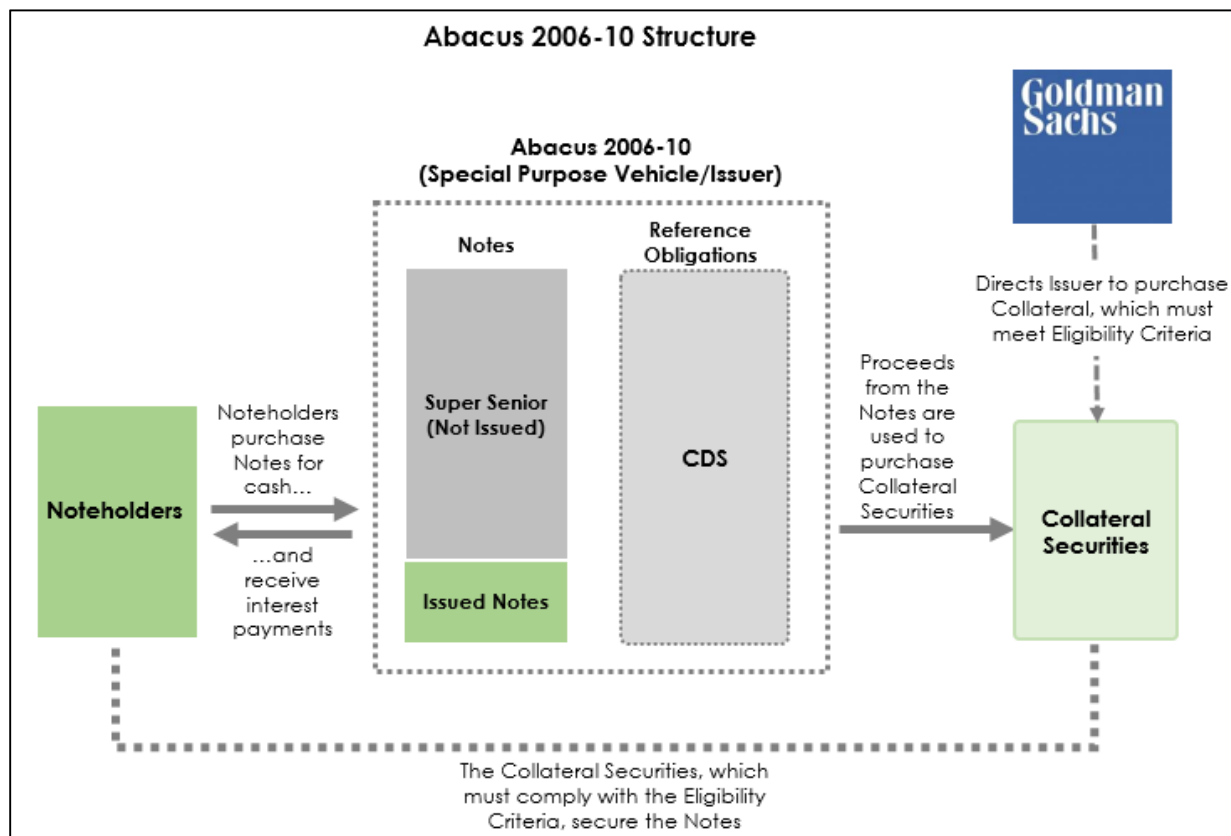 Abacus 2006-10 Structure
Goldman
Sachs
Abacus 2006-10
(Special Purpose Vehicle/Issuer)
Notes
Reference
Obligations
Directs Issuer to purchase
Collateral, which must
meet Eligibility Criteria
Super Senior
(Not Issued)
CDS
Issued Notes
Noteholders
Noteholders
purchase
Notes for
cash...
...and
receive
interest
payments
Proceeds
from the
Notes are
used to
purchase
Collateral
Securities
Collateral
Securities
The Collateral Securities, which
must comply with the Eligibility
Criteria, secure the Notes